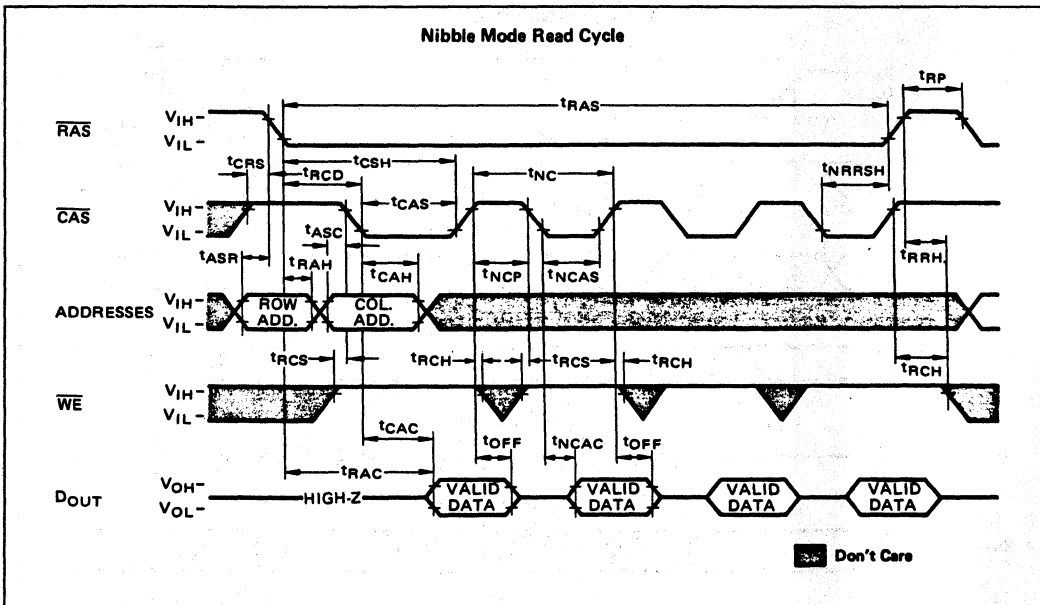 Nibble Mode Read Cycle
tRP
tRAS
RAS
VIH
VIL
tCRS
tCSH
tRCD
tNC
tNRRSH
tCAS
CAS
VIH
VIL
tASC
tASR
tRAH
tCAH
tNCP
tNCAS
tRRH
ADDRESSES
VIH
VIL
ROW ADD.
COL. ADD.
tRCS
tRCH
tRCS
tRCH
tRCH
WE
VIH
VIL
tCAC
tOFF
tNCAC
tOFF
tRAC
DOUT
VOH
VOL
HIGH-Z
VALID DATA
VALID DATA
VALID DATA
VALID DATA
Don't Care